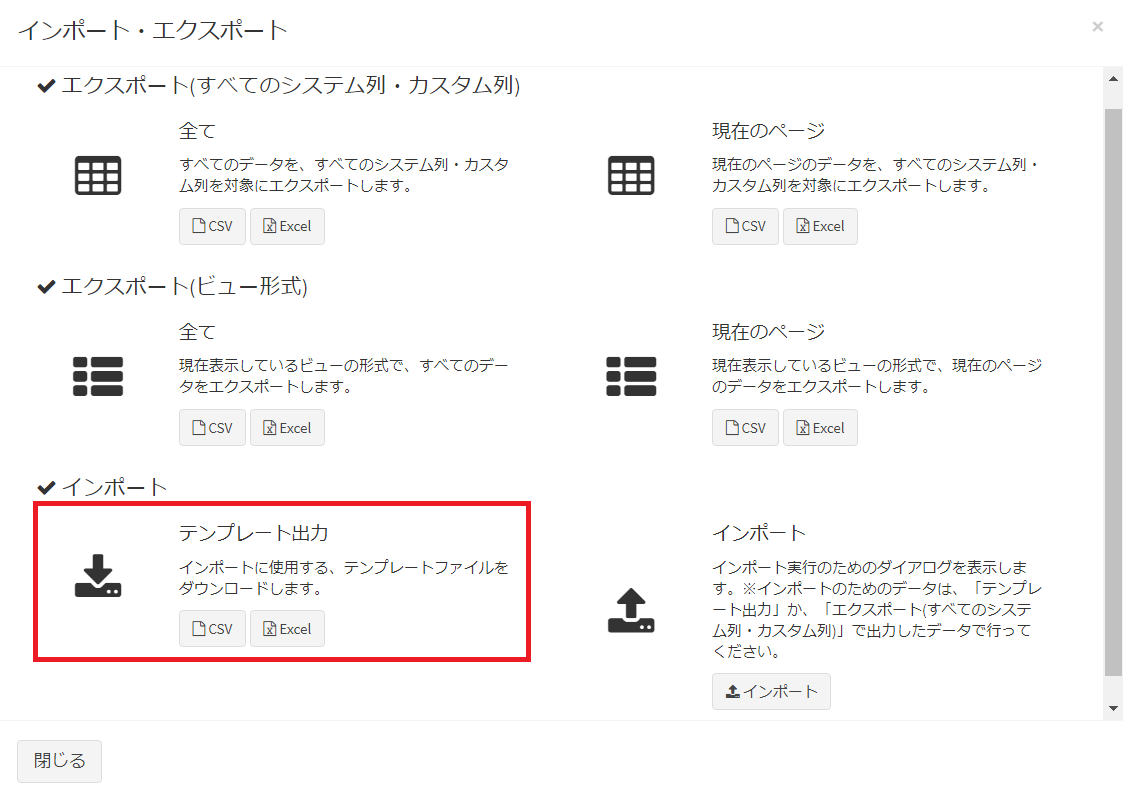 インポート・エクスポート
×
エクスポート(すべてのシステム列・カスタム列)
全て
すべてのデータを、すべてのシステム列・カスタ
ム列を対象にエクスポートします。
CSV
Excel
現在のページ
現在のページのデータを、すべてのシステム列・
カスタム列を対象にエクスポートします。
CSV
Excel
エクスポート(ビュー形式)
全て
現在表示しているビューの形式で、すべてのデー
タをエクスポートします。
CSV
Excel
現在のページ
現在表示しているビューの形式で、現在のページ
のデータをエクスポートします。
CSV
Excel
インポート
テンプレート出力
インポートに使用する、テンプレートファイルを
ダウンロードします。
CSV
Excel
インポート
インポート実行のためのダイアログを表示しま
す。※インポートのためのデータは、「テンプレ
ート出力」か、「エクスポート(すべてのシステ
ム列・カスタム列)」で出力したデータで行って
ください。
インポート
閉じる